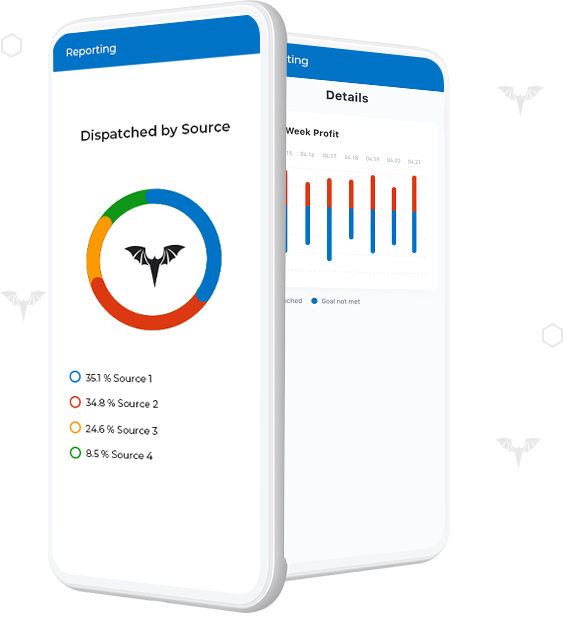 Reporting
Dispatched by Source
35.1 % Source 1
34.8 % Source 2
24.6 % Source 3
8.5 % Source 4
ting
Details
Week Profit
15 04.16 04.17 04.18 04.19 04.20 04.21
ched Goal not met